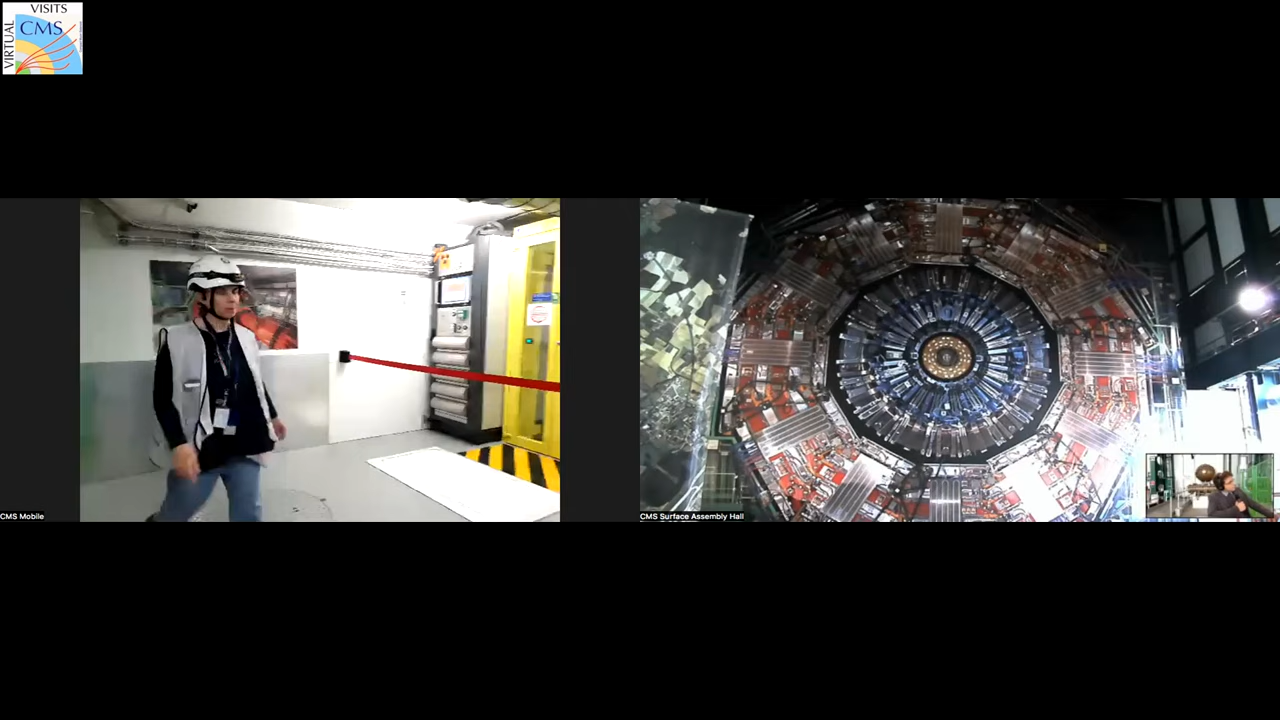 VISITS
CMS
VIRTUAL
CMS Mobile
CMS Surface Assembly Hall